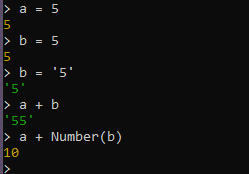 > a = 5
5
> b = 5
5
> b = '5'
'5'
> a + b
'55'
> a + Number(b)
10
>